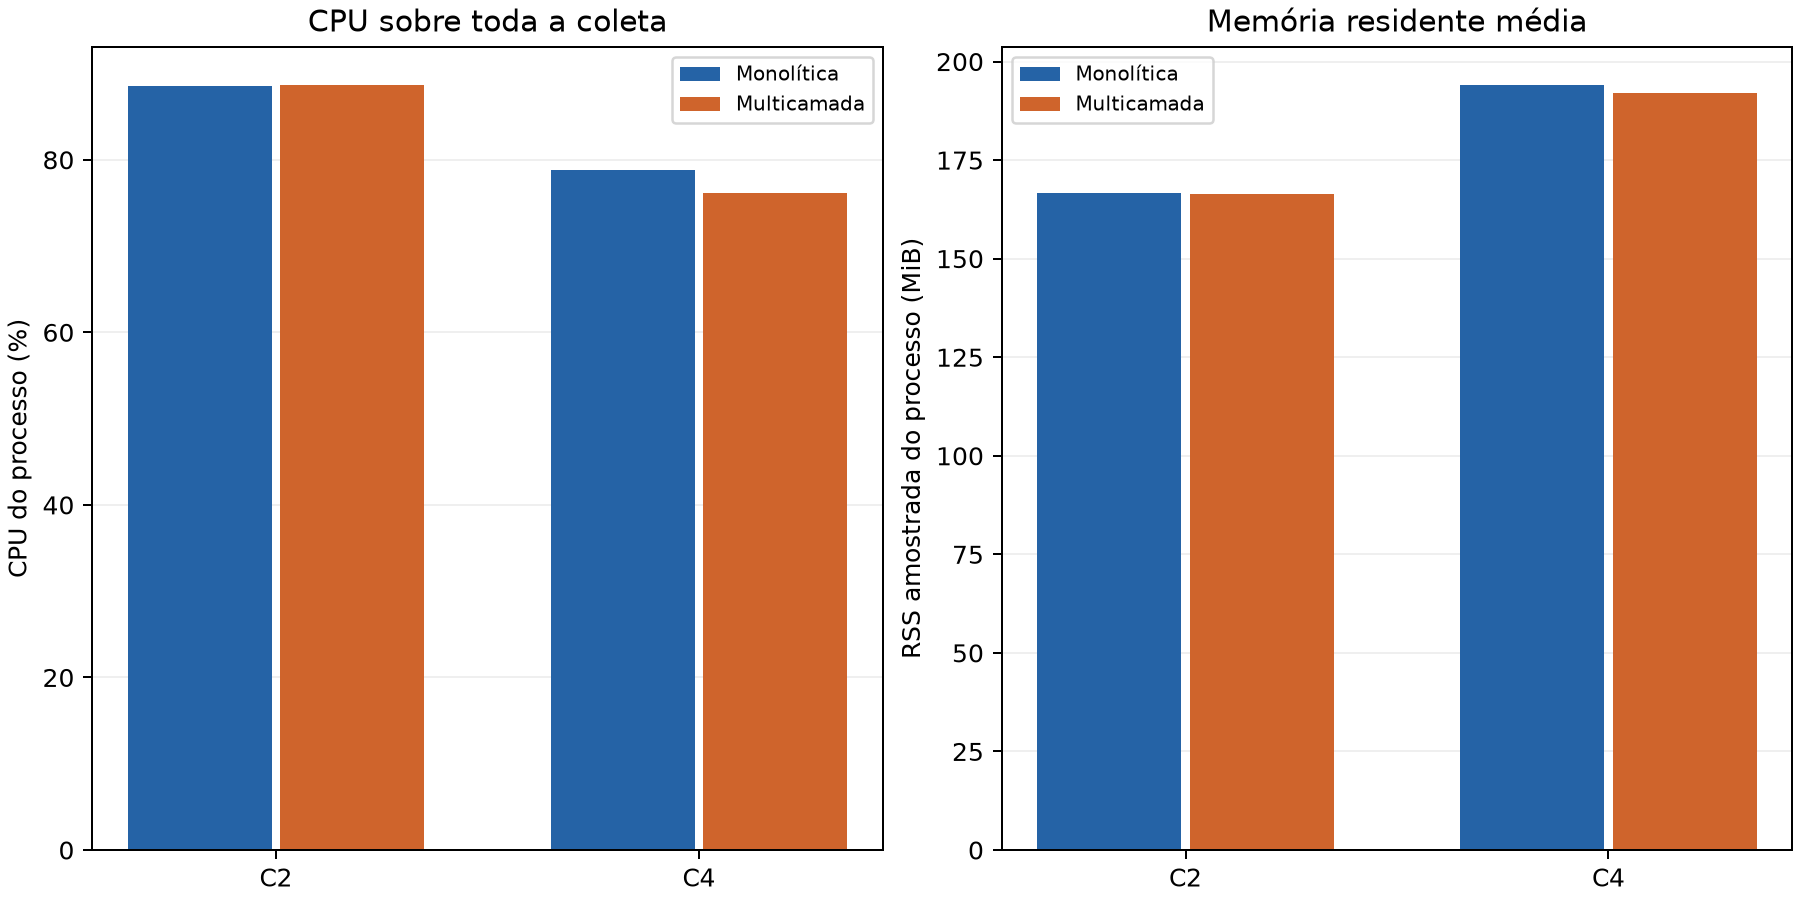 CPU sobre toda a coleta
CPU do processo (%)
80
60
40
20
0
C2
C4
Monolítica
Multicamada
Memória residente média
RSS amostrada do processo (MiB)
200
175
150
125
100
75
50
25
0
C2
C4
Monolítica
Multicamada